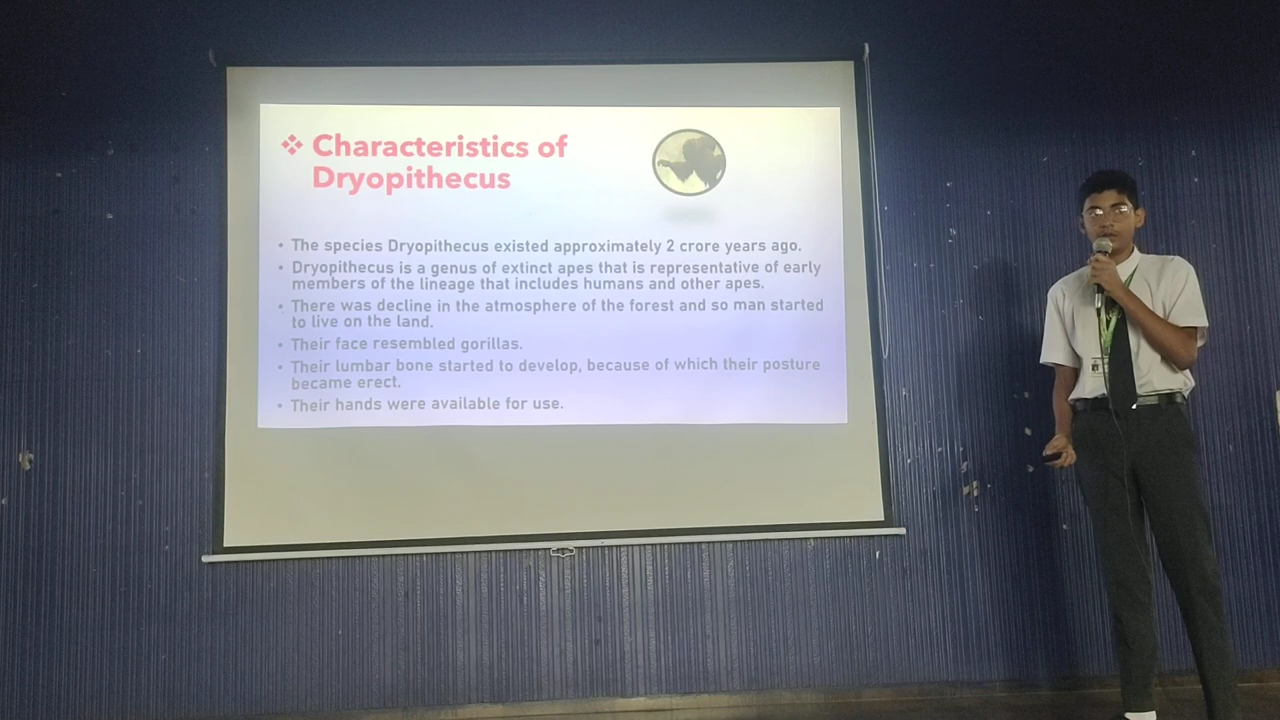 ❖ Characteristics of
Dryopithecus
• The species Dryopithecus existed approximately 2 crore years ago.
• Dryopithecus is a genus of extinct apes that is representative of early
members of the lineage that includes humans and other apes.
• There was decline in the atmosphere of the forest and so man started
to live on the land.
• Their face resembled gorillas.
• Their lumbar bone started to develop, because of which their posture
became erect.
• Their hands were available for use.